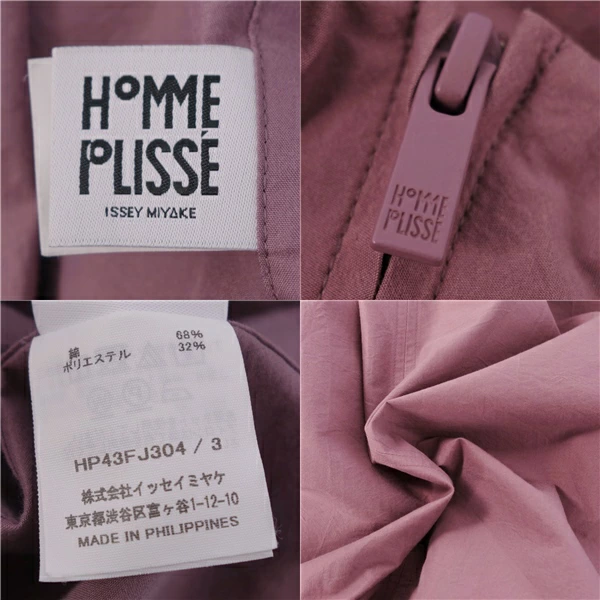 HOMME
PLISSÉ
ISSEY MIYAKE
HOMME
PLISSÉ
綿 68%
ポリエステル 32%
HP43FJ304 / 3
株式会社イッセイミヤケ
東京都渋谷区富ヶ谷1-12-10
MADE IN PHILIPPINES